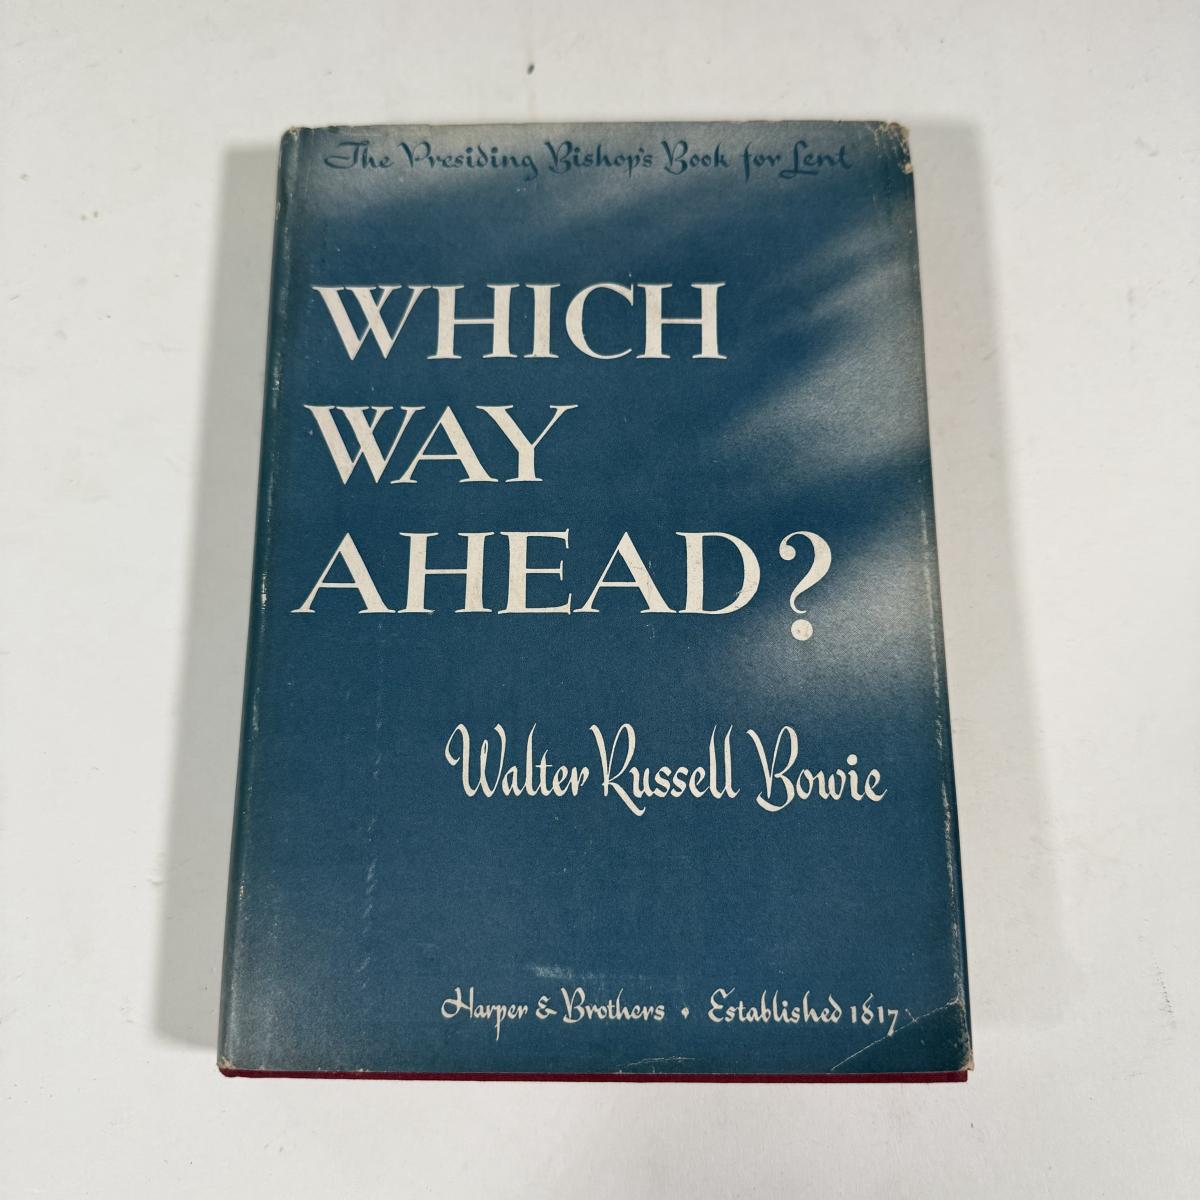 The Presiding Bishop's Book for Lent
WHICH
WAY
AHEAD?
Walter Russell Bowie
Harper & Brothers • Established 1817